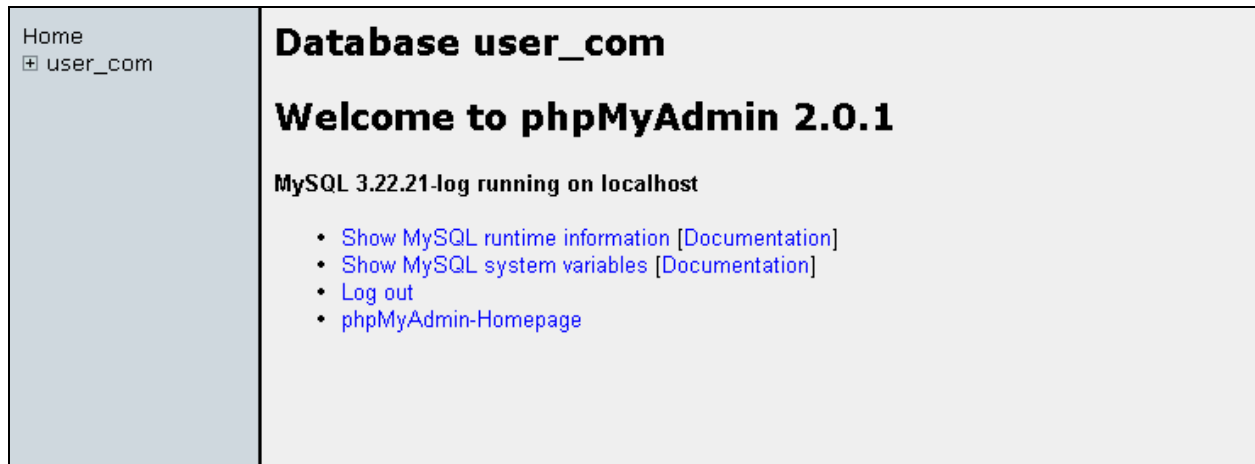 Home
user_com
Database user_com
Welcome to phpMyAdmin 2.0.1
MySQL 3.22.21-log running on localhost
• Show MySQL runtime information [Documentation]
• Show MySQL system variables [Documentation]
• Log out
• phpMyAdmin-Homepage